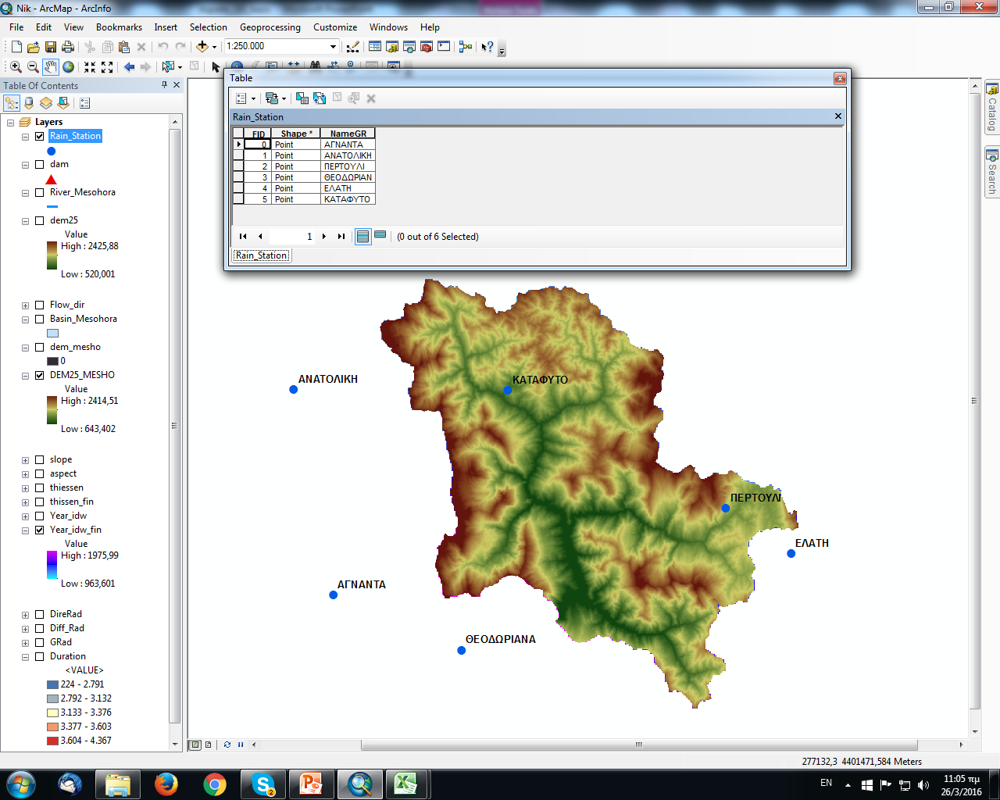 Nik - ArcMap - ArcInfo
File Edit View Bookmarks Insert Selection Geoprocessing Customize Windows Help
1:250.000
Table Of Contents
Layers
Rain_Station
dam
River_Mesohora
dem25
Value
High : 2425,88
Low : 520,001
Flow_dir
Basin_Mesohora
dem_mesho
0
DEM25_MESHO
Value
High : 2414,51
Low : 643,402
slope
aspect
thiessen
thissen_fin
Year_idw
Year_idw_fin
Value
High : 1975,99
Low : 963,601
DireRad
Diff_Rad
GRad
Duration
<VALUE>
224 - 2.791
2.792 - 3.132
3.133 - 3.376
3.377 - 3.603
3.604 - 4.367
Table
Rain_Station
FID Shape * NameGR
0 Point ΑΓΝΑΝΤΑ
1 Point ΑΝΑΤΟΛΙΚΗ
2 Point ΠΕΡΤΟΥΛΙ
3 Point ΘΕΟΔΩΡΙΑΝ
4 Point ΕΛΑΤΗ
5 Point ΚΑΤΑΦΥΤΟ
1 (0 out of 6 Selected)
Rain_Station
ΑΝΑΤΟΛΙΚΗ
ΚΑΤΑΦΥΤΟ
ΠΕΡΤΟΥΛΙ
ΕΛΑΤΗ
ΑΓΝΑΝΤΑ
ΘΕΟΔΩΡΙΑΝΑ
Catalog
Search
277132,3 4401471,584 Meters
2
EN
11:05 πμ
26/3/2016